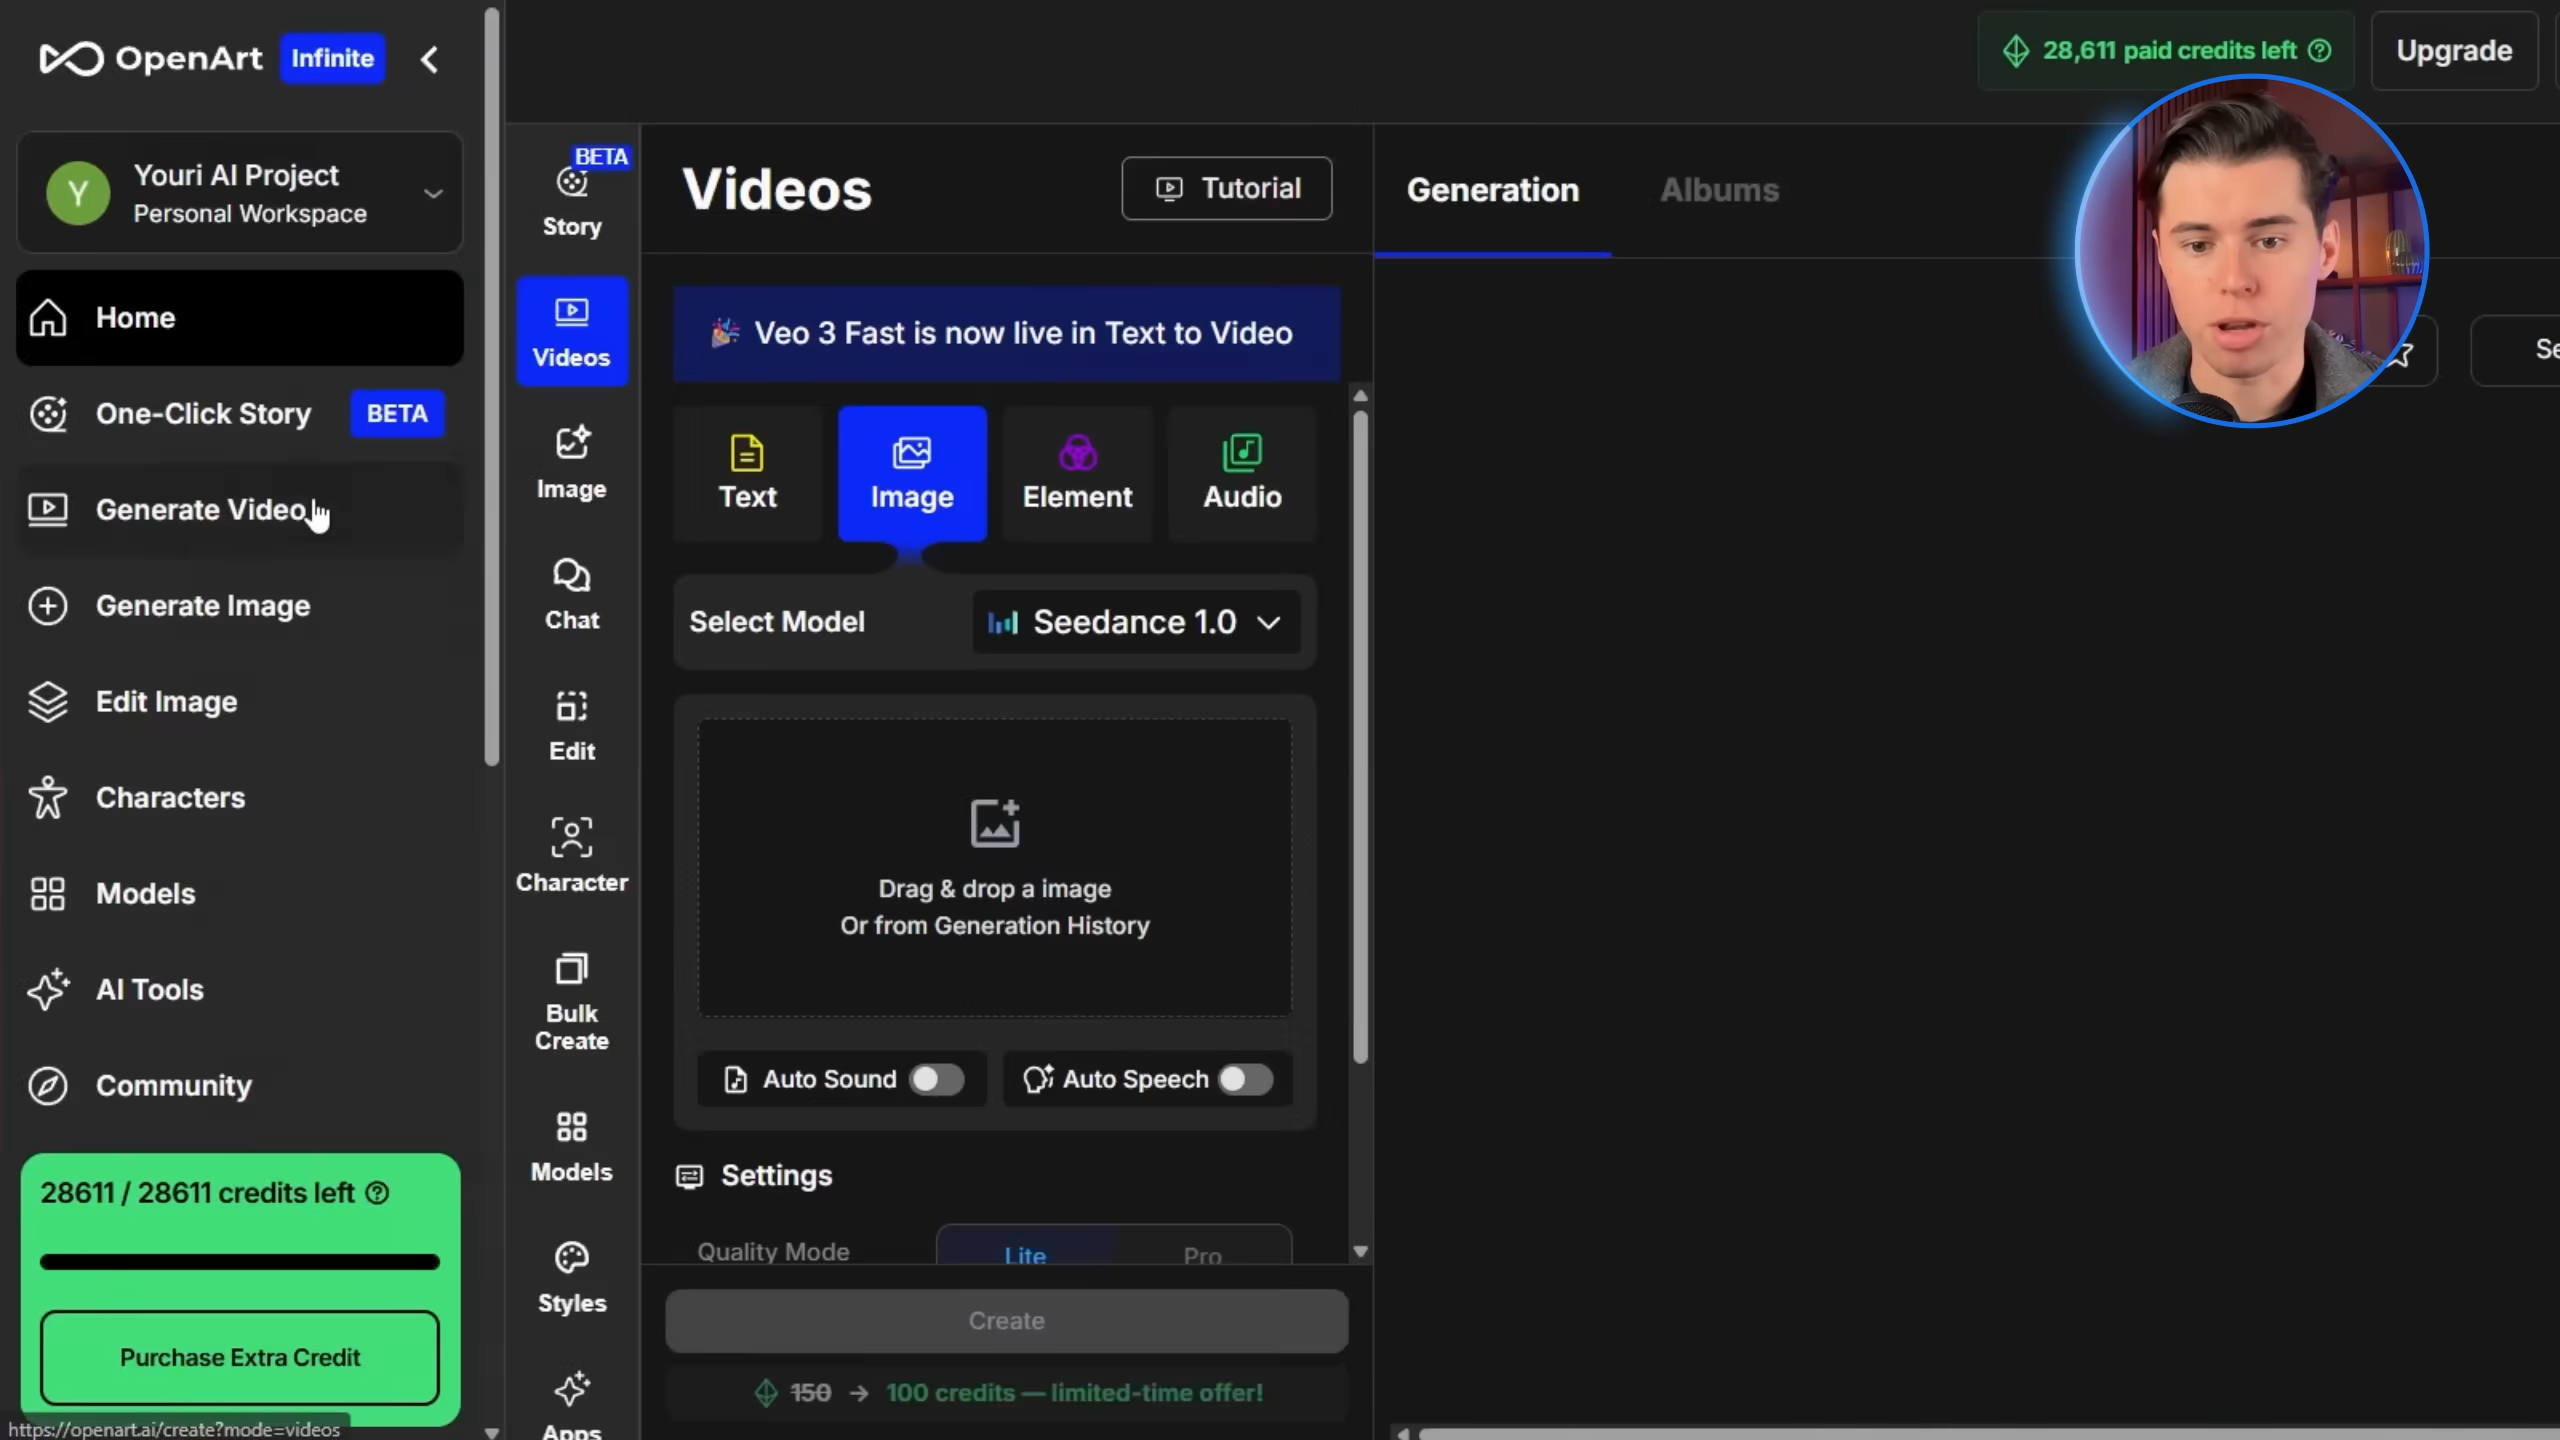 OpenArt
Infinite
Y
Youri AI Project
Personal Workspace
Home
One-Click Story
BETA
Generate Video
Generate Image
Edit Image
Characters
Models
AI Tools
Community
28611 / 28611 credits left
Purchase Extra Credit
https://openart.ai/create?mode=videos
BETA
Story
Videos
Image
Chat
Edit
Character
Bulk
Create
Models
Styles
Apps
Videos
Tutorial
Veo 3 Fast is now live in Text to Video
Text
Image
Element
Audio
Select Model
Seedance 1.0
Drag & drop a image
Or from Generation History
Auto Sound
Auto Speech
Settings
Quality Mode
Lite
Pro
Create
150 → 100 credits — limited-time offer!
28,611 paid credits left
Upgrade
Generation
Albums